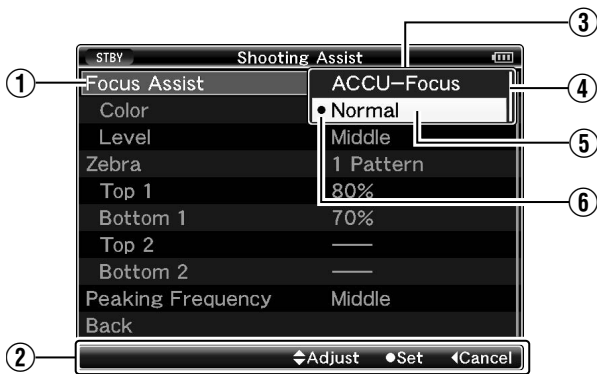 ③
STBY Shooting Assist
① Focus Assist ACCU-Focus ④
Color ●Normal
Level Middle ⑤
Zebra 1 Pattern
Top 1 80% ⑥
Bottom 1 70%
Top 2 ——
Bottom 2 ——
Peaking Frequency Middle
Back
② Adjust ●Set Cancel